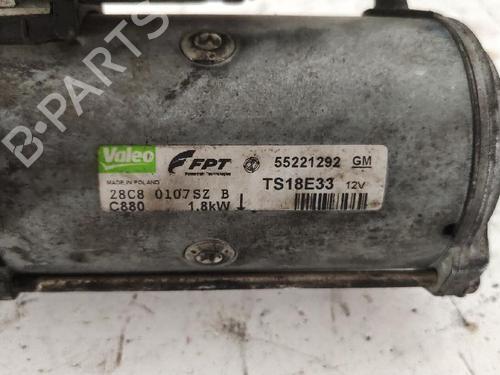 B-Parts
Valeo FPT 55221292 GM
MADE IN POLAND TS18E33 12V
28C8 0107SZ B
C880 1.8kW